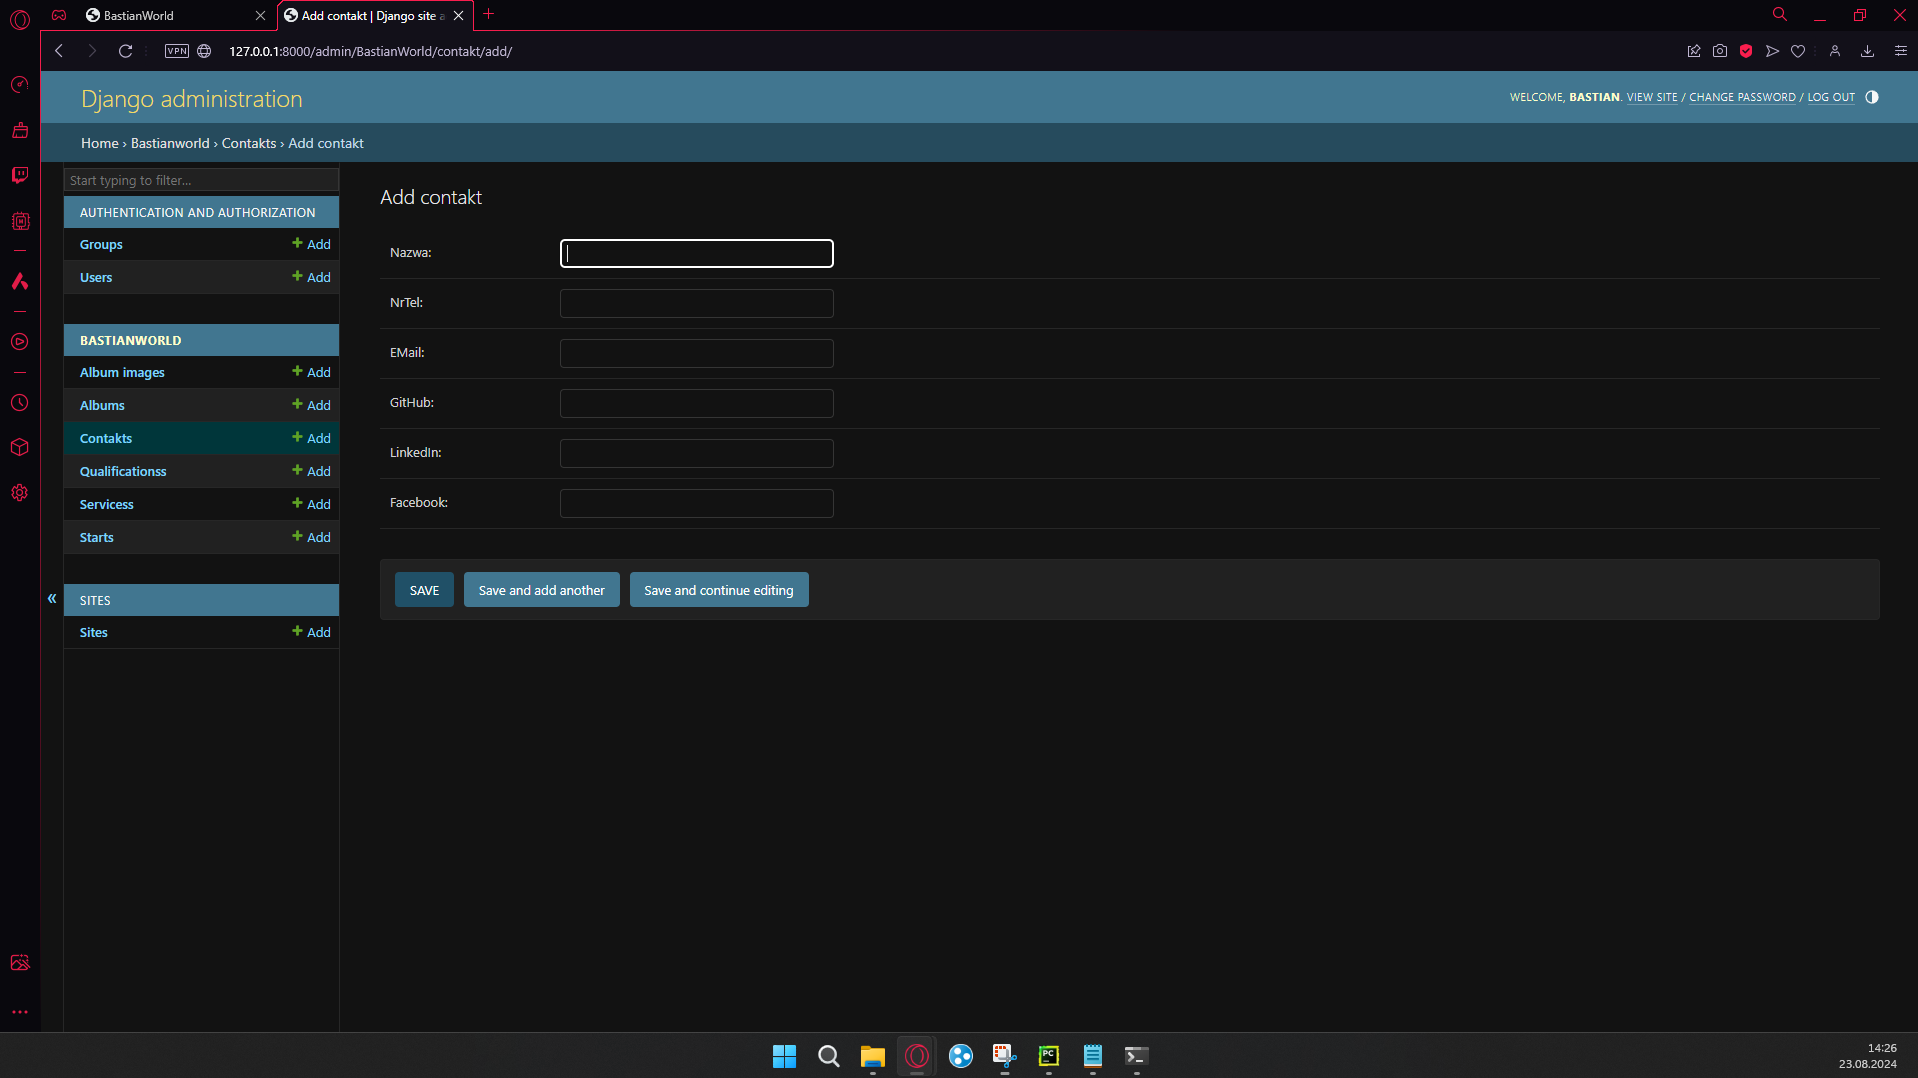 BastianWorld
Add contakt | Django site a
VPN
127.0.0.1:8000/admin/BastianWorld/contakt/add/
Django administration
WELCOME, BASTIAN. VIEW SITE / CHANGE PASSWORD / LOG OUT
Home › Bastianworld › Contakts › Add contakt
Start typing to filter...
AUTHENTICATION AND AUTHORIZATION
Groups + Add
Users + Add
BASTIANWORLD
Album images + Add
Albums + Add
Contakts + Add
Qualificationss + Add
Servicess + Add
Starts + Add
«
SITES
Sites + Add
Add contakt
Nazwa:
NrTel:
EMail:
GitHub:
LinkedIn:
Facebook:
SAVE
Save and add another
Save and continue editing
PC
14:26
23.08.2024